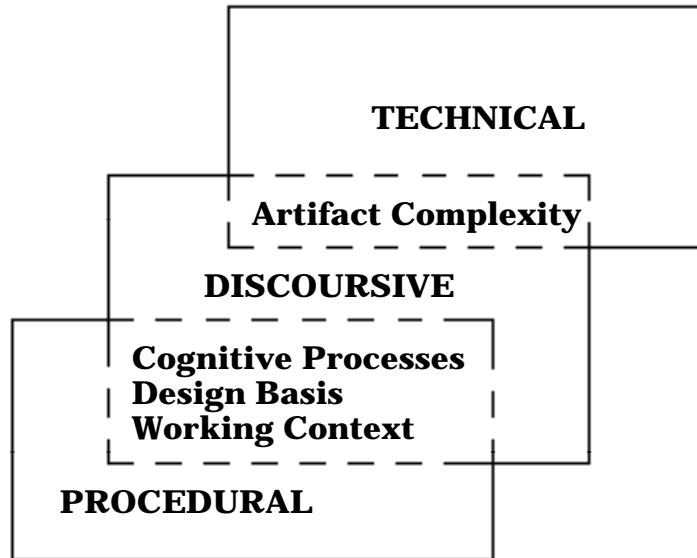 TECHNICAL
Artifact Complexity
DISCOURSIVE
Cognitive Processes
Design Basis
Working Context
PROCEDURAL